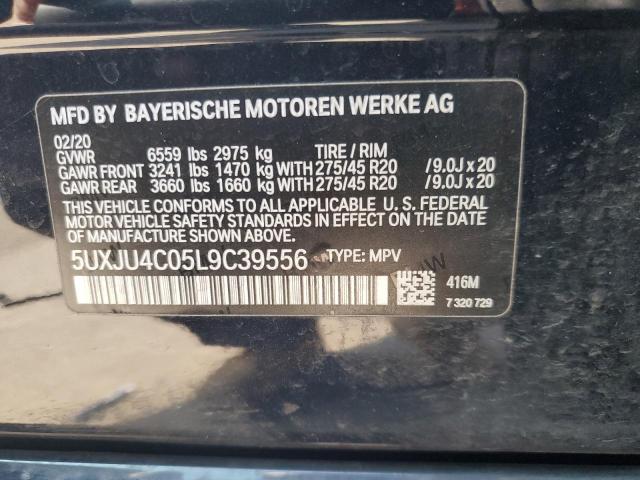 MFD BY BAYERISCHE MOTOREN WERKE AG
02/20
GVWR 6559 lbs 2975 kg TIRE / RIM
GAWR FRONT 3241 lbs 1470 kg WITH 275/45 R20 /9.0J x 20
GAWR REAR 3660 lbs 1660 kg WITH 275/45 R20 /9.0J x 20
THIS VEHICLE CONFORMS TO ALL APPLICABLE U. S. FEDERAL
MOTOR VEHICLE SAFETY STANDARDS IN EFFECT ON THE DATE OF
MANUFACTURE SHOWN ABOVE.
5UXJU4C05L9C39556 TYPE: MPV
416M
7 320 729